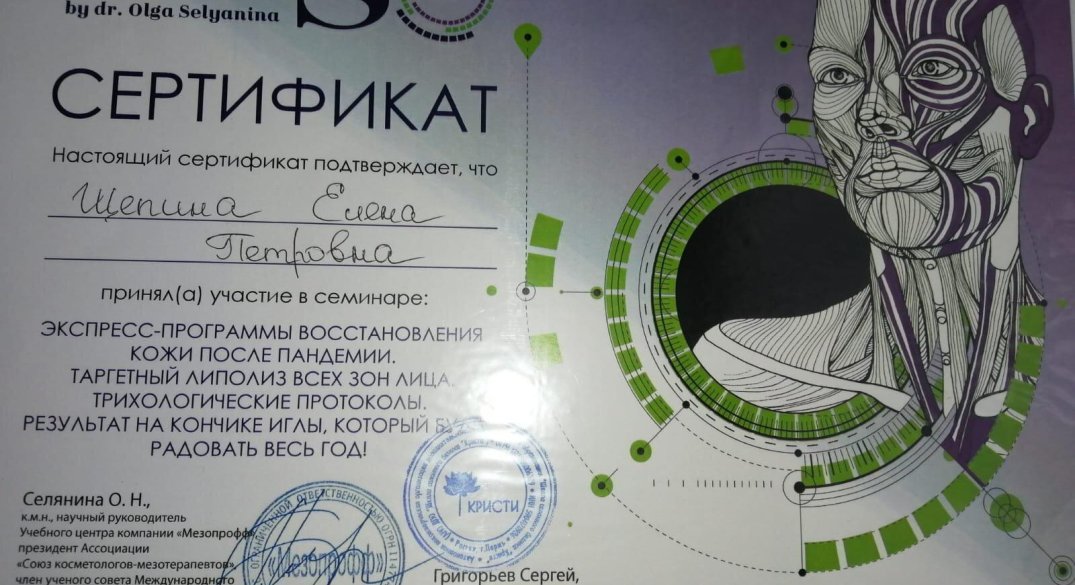 by dr. Olga Selyanina
СЕРТИФИКАТ
Настоящий сертификат подтверждает, что
Щепина Елена
Петровна
принял(а) участие в семинаре:
ЭКСПРЕСС-ПРОГРАММЫ ВОССТАНОВЛЕНИЯ
КОЖИ ПОСЛЕ ПАНДЕМИИ.
ТАРГЕТНЫЙ ЛИПОЛИЗ ВСЕХ ЗОН ЛИЦА.
ТРИХОЛОГИЧЕСКИЕ ПРОТОКОЛЫ.
РЕЗУЛЬТАТ НА КОНЧИКЕ ИГЛЫ, КОТОРЫЙ
РАДОВАТЬ ВЕСЬ ГОД!
Селянина О. Н.,
к.м.н., научный руководитель
Учебного центра компании «Мезопрофф»,
президент Ассоциации
«Союз косметологов-мезотерапевтов»,
член ученого совета Международного
«Мезопрофф»
КРИСТИ
Григорьев Сергей,